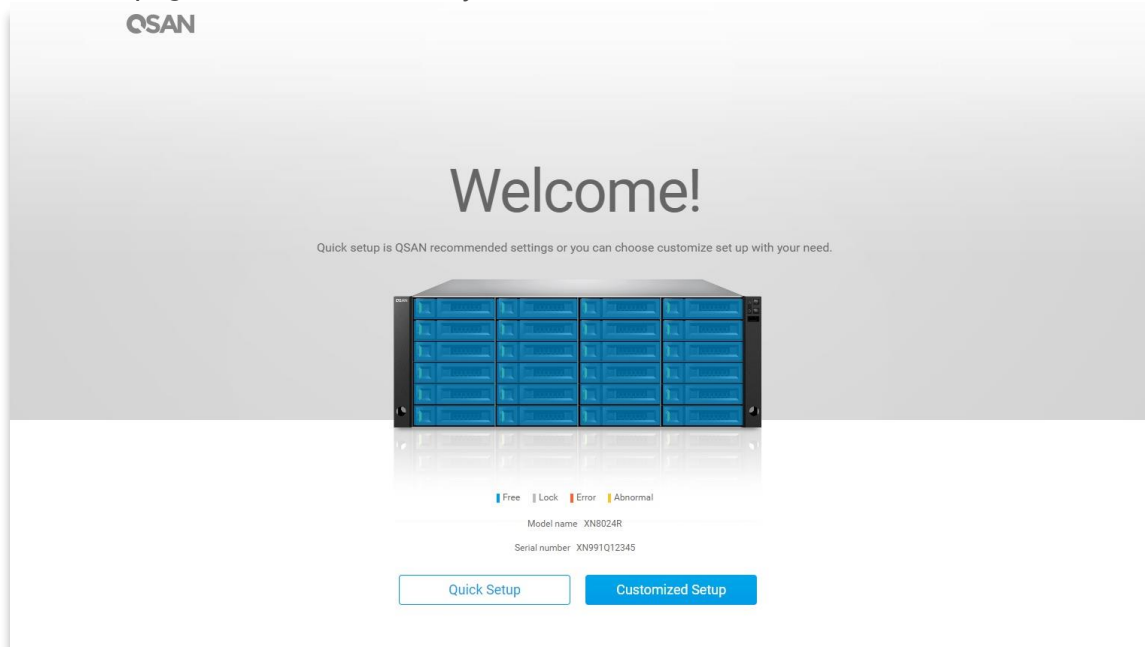 QSAN
Welcome!
Quick setup is QSAN recommended settings or you can choose customize set up with your need.
QSAN
Free Lock Error Abnormal
Model name XN8024R
Serial number XN991Q12345
Quick Setup Customized Setup